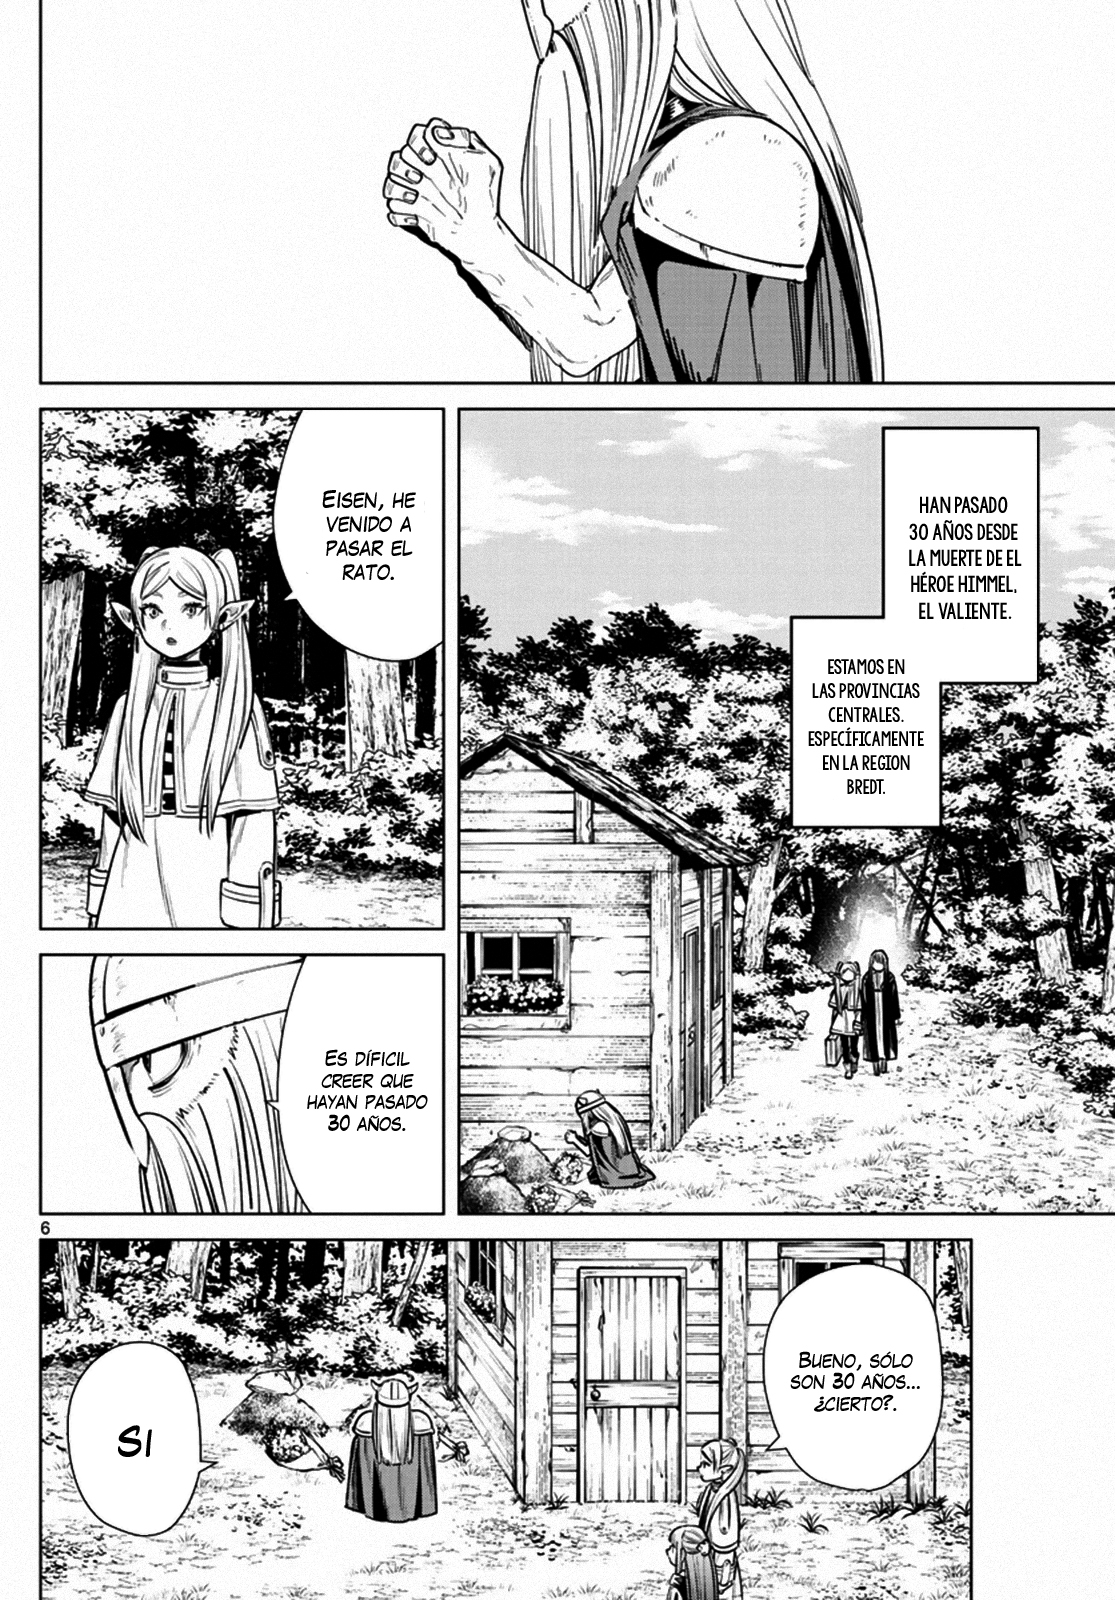 HAN PASADO
30 AÑOS DESDE
LA MUERTE DE EL
HÉROE HIMMEL,
EL VALIENTE.
ESTAMOS EN
LAS PROVINCIAS
CENTRALES.
ESPECÍFICAMENTE
EN LA REGION
BREDT.
EISEN, HE
VENIDO A
PASAR EL
RATO.
ES DÍFICIL
CREER QUE
HAYAN PASADO
30 AÑOS.
6
BUENO, SÓLO
SON 30 AÑOS...
¿CIERTO?.
SI